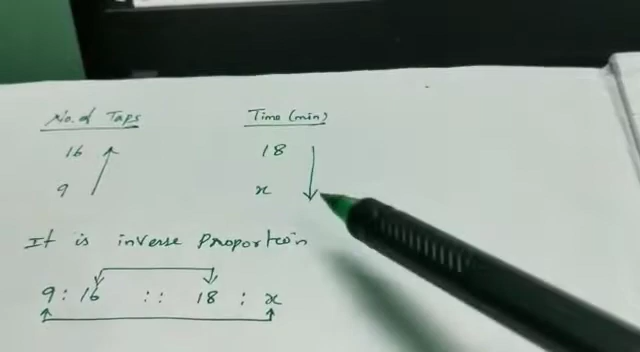 No. of Taps Time (min)
16 18
9 x
It is inverse Proportion
9 : 16 :: 18 : x